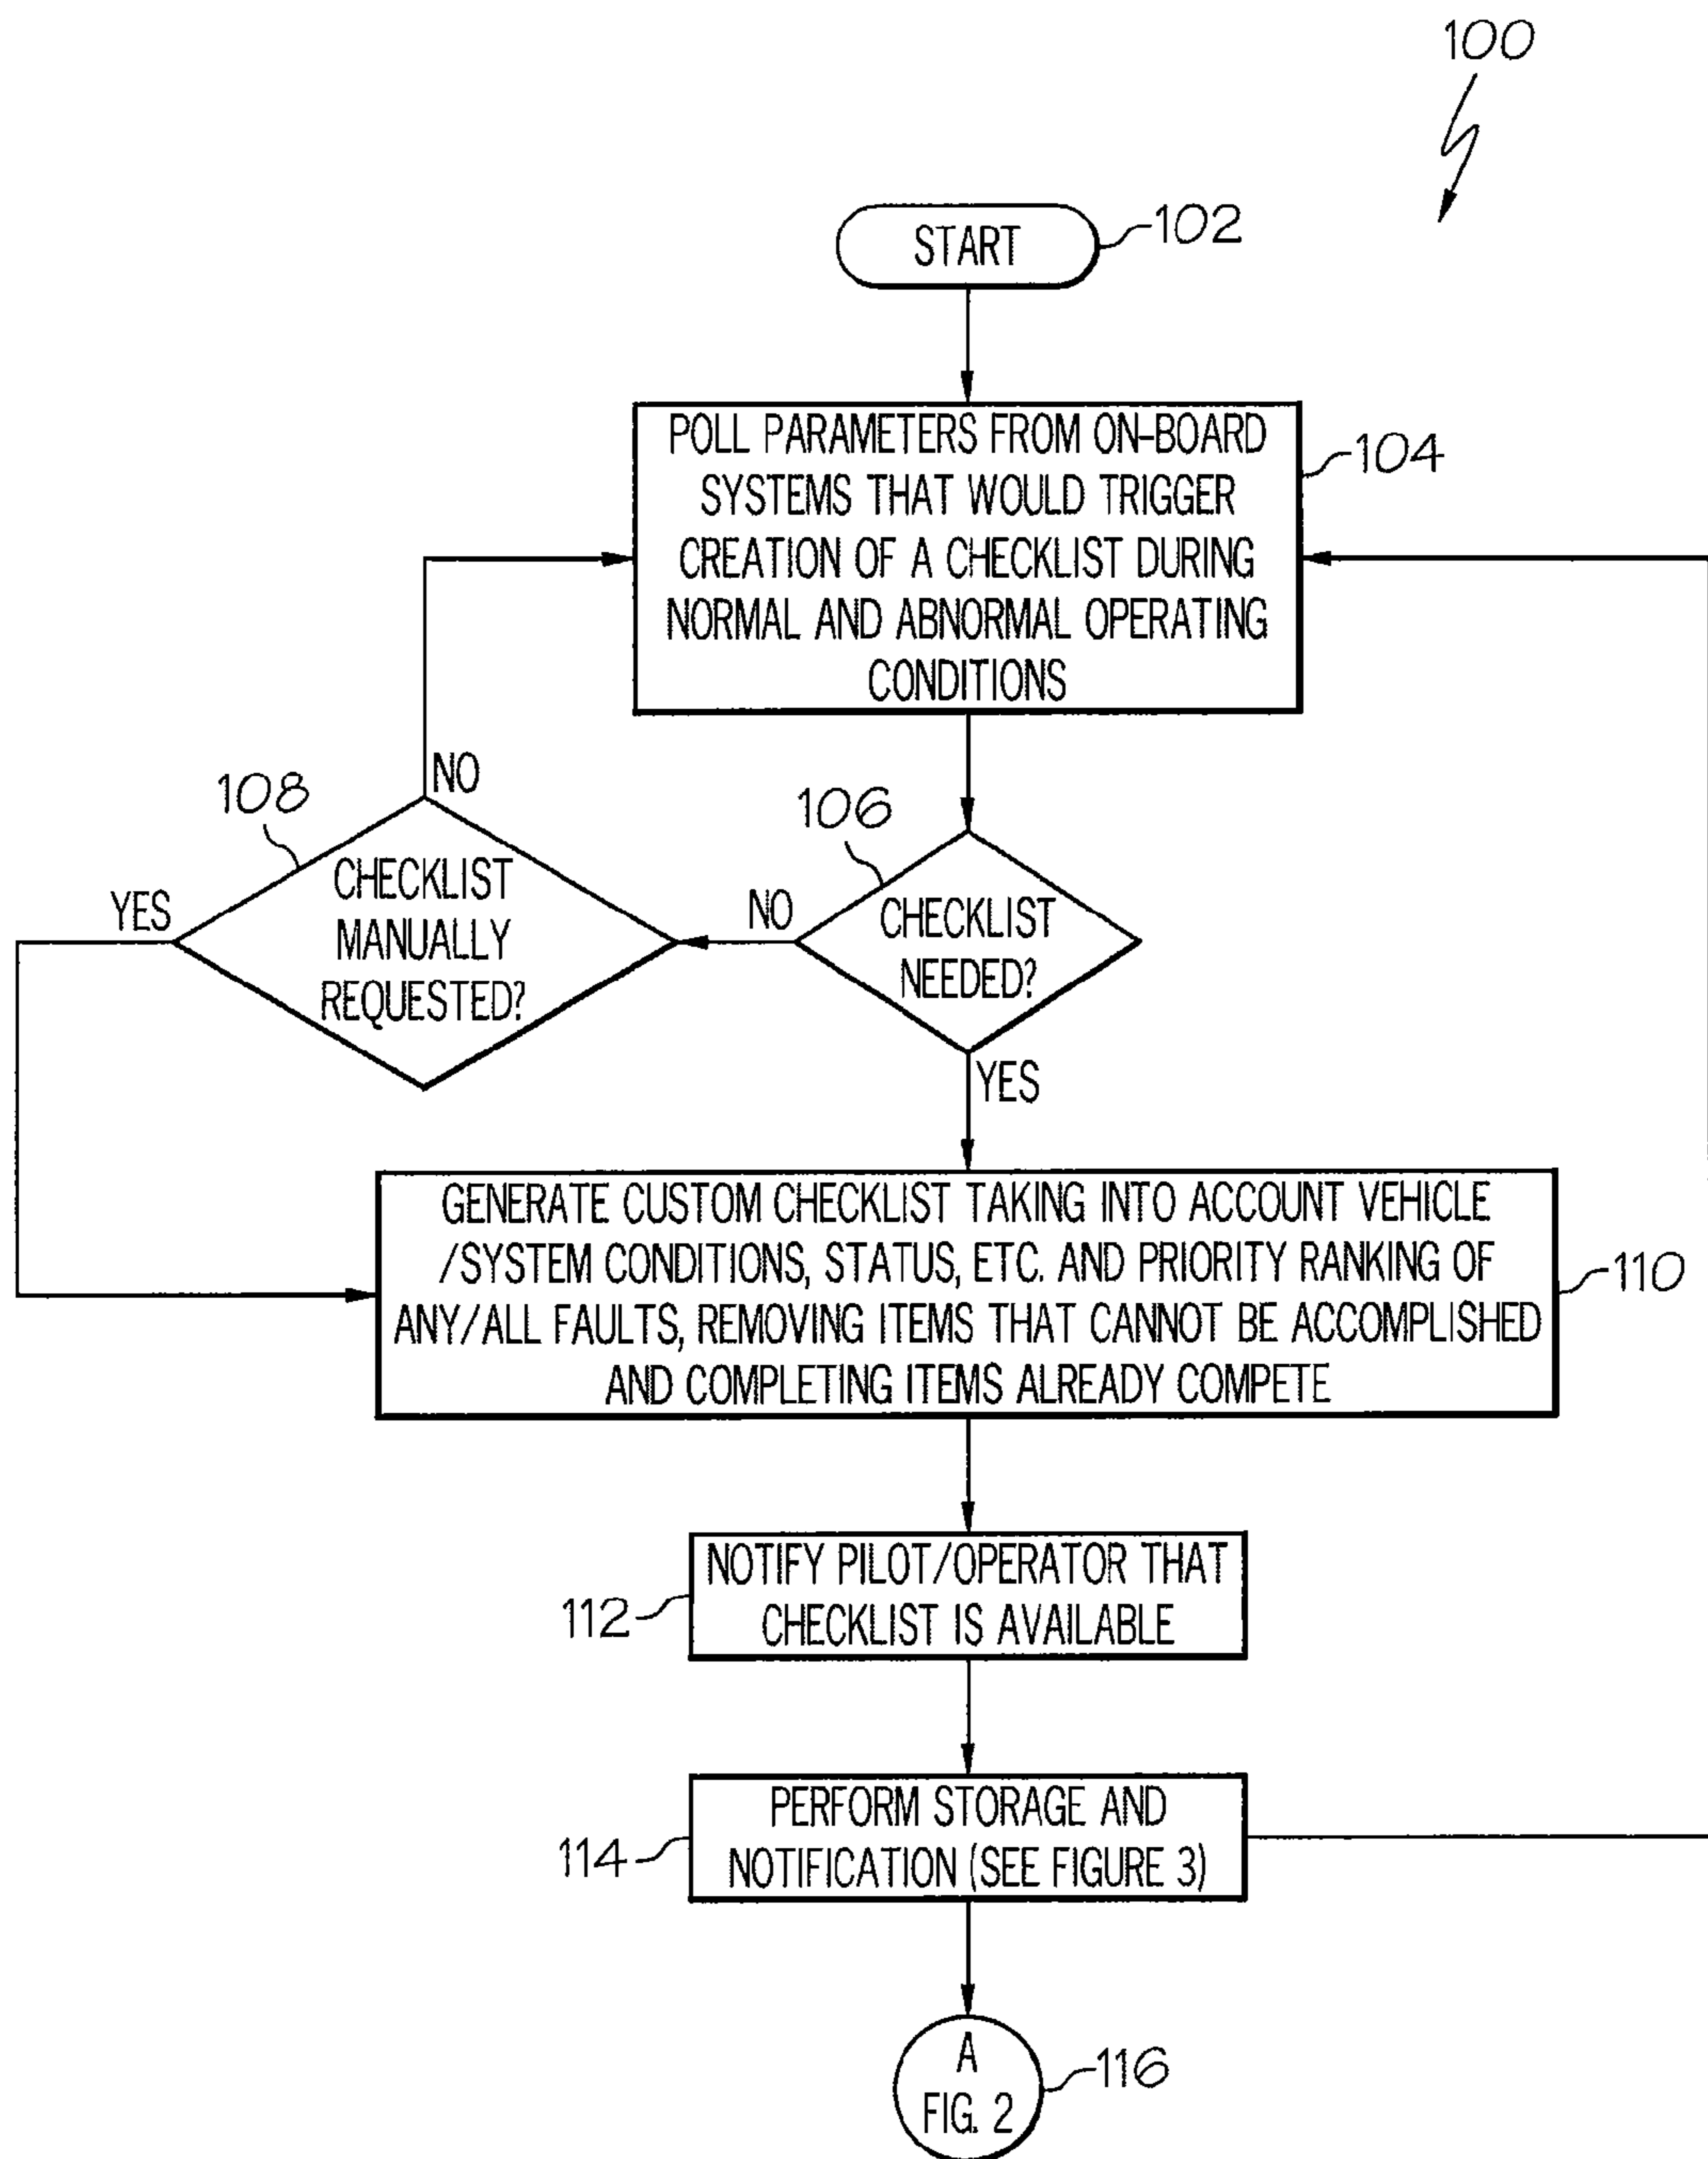 100
START
102
POLL PARAMETERS FROM ON-BOARD
SYSTEMS THAT WOULD TRIGGER
CREATION OF A CHECKLIST DURING
NORMAL AND ABNORMAL OPERATING
CONDITIONS
104
NO
108
CHECKLIST
MANUALLY
REQUESTED?
YES
106
NO
CHECKLIST
NEEDED?
YES
GENERATE CUSTOM CHECKLIST TAKING INTO ACCOUNT VEHICLE
/SYSTEM CONDITIONS, STATUS, ETC. AND PRIORITY RANKING OF
ANY/ALL FAULTS, REMOVING ITEMS THAT CANNOT BE ACCOMPLISHED
AND COMPLETING ITEMS ALREADY COMPETE
110
NOTIFY PILOT/OPERATOR THAT
CHECKLIST IS AVAILABLE
112
PERFORM STORAGE AND
NOTIFICATION (SEE FIGURE 3)
114
A
FIG. 2
116